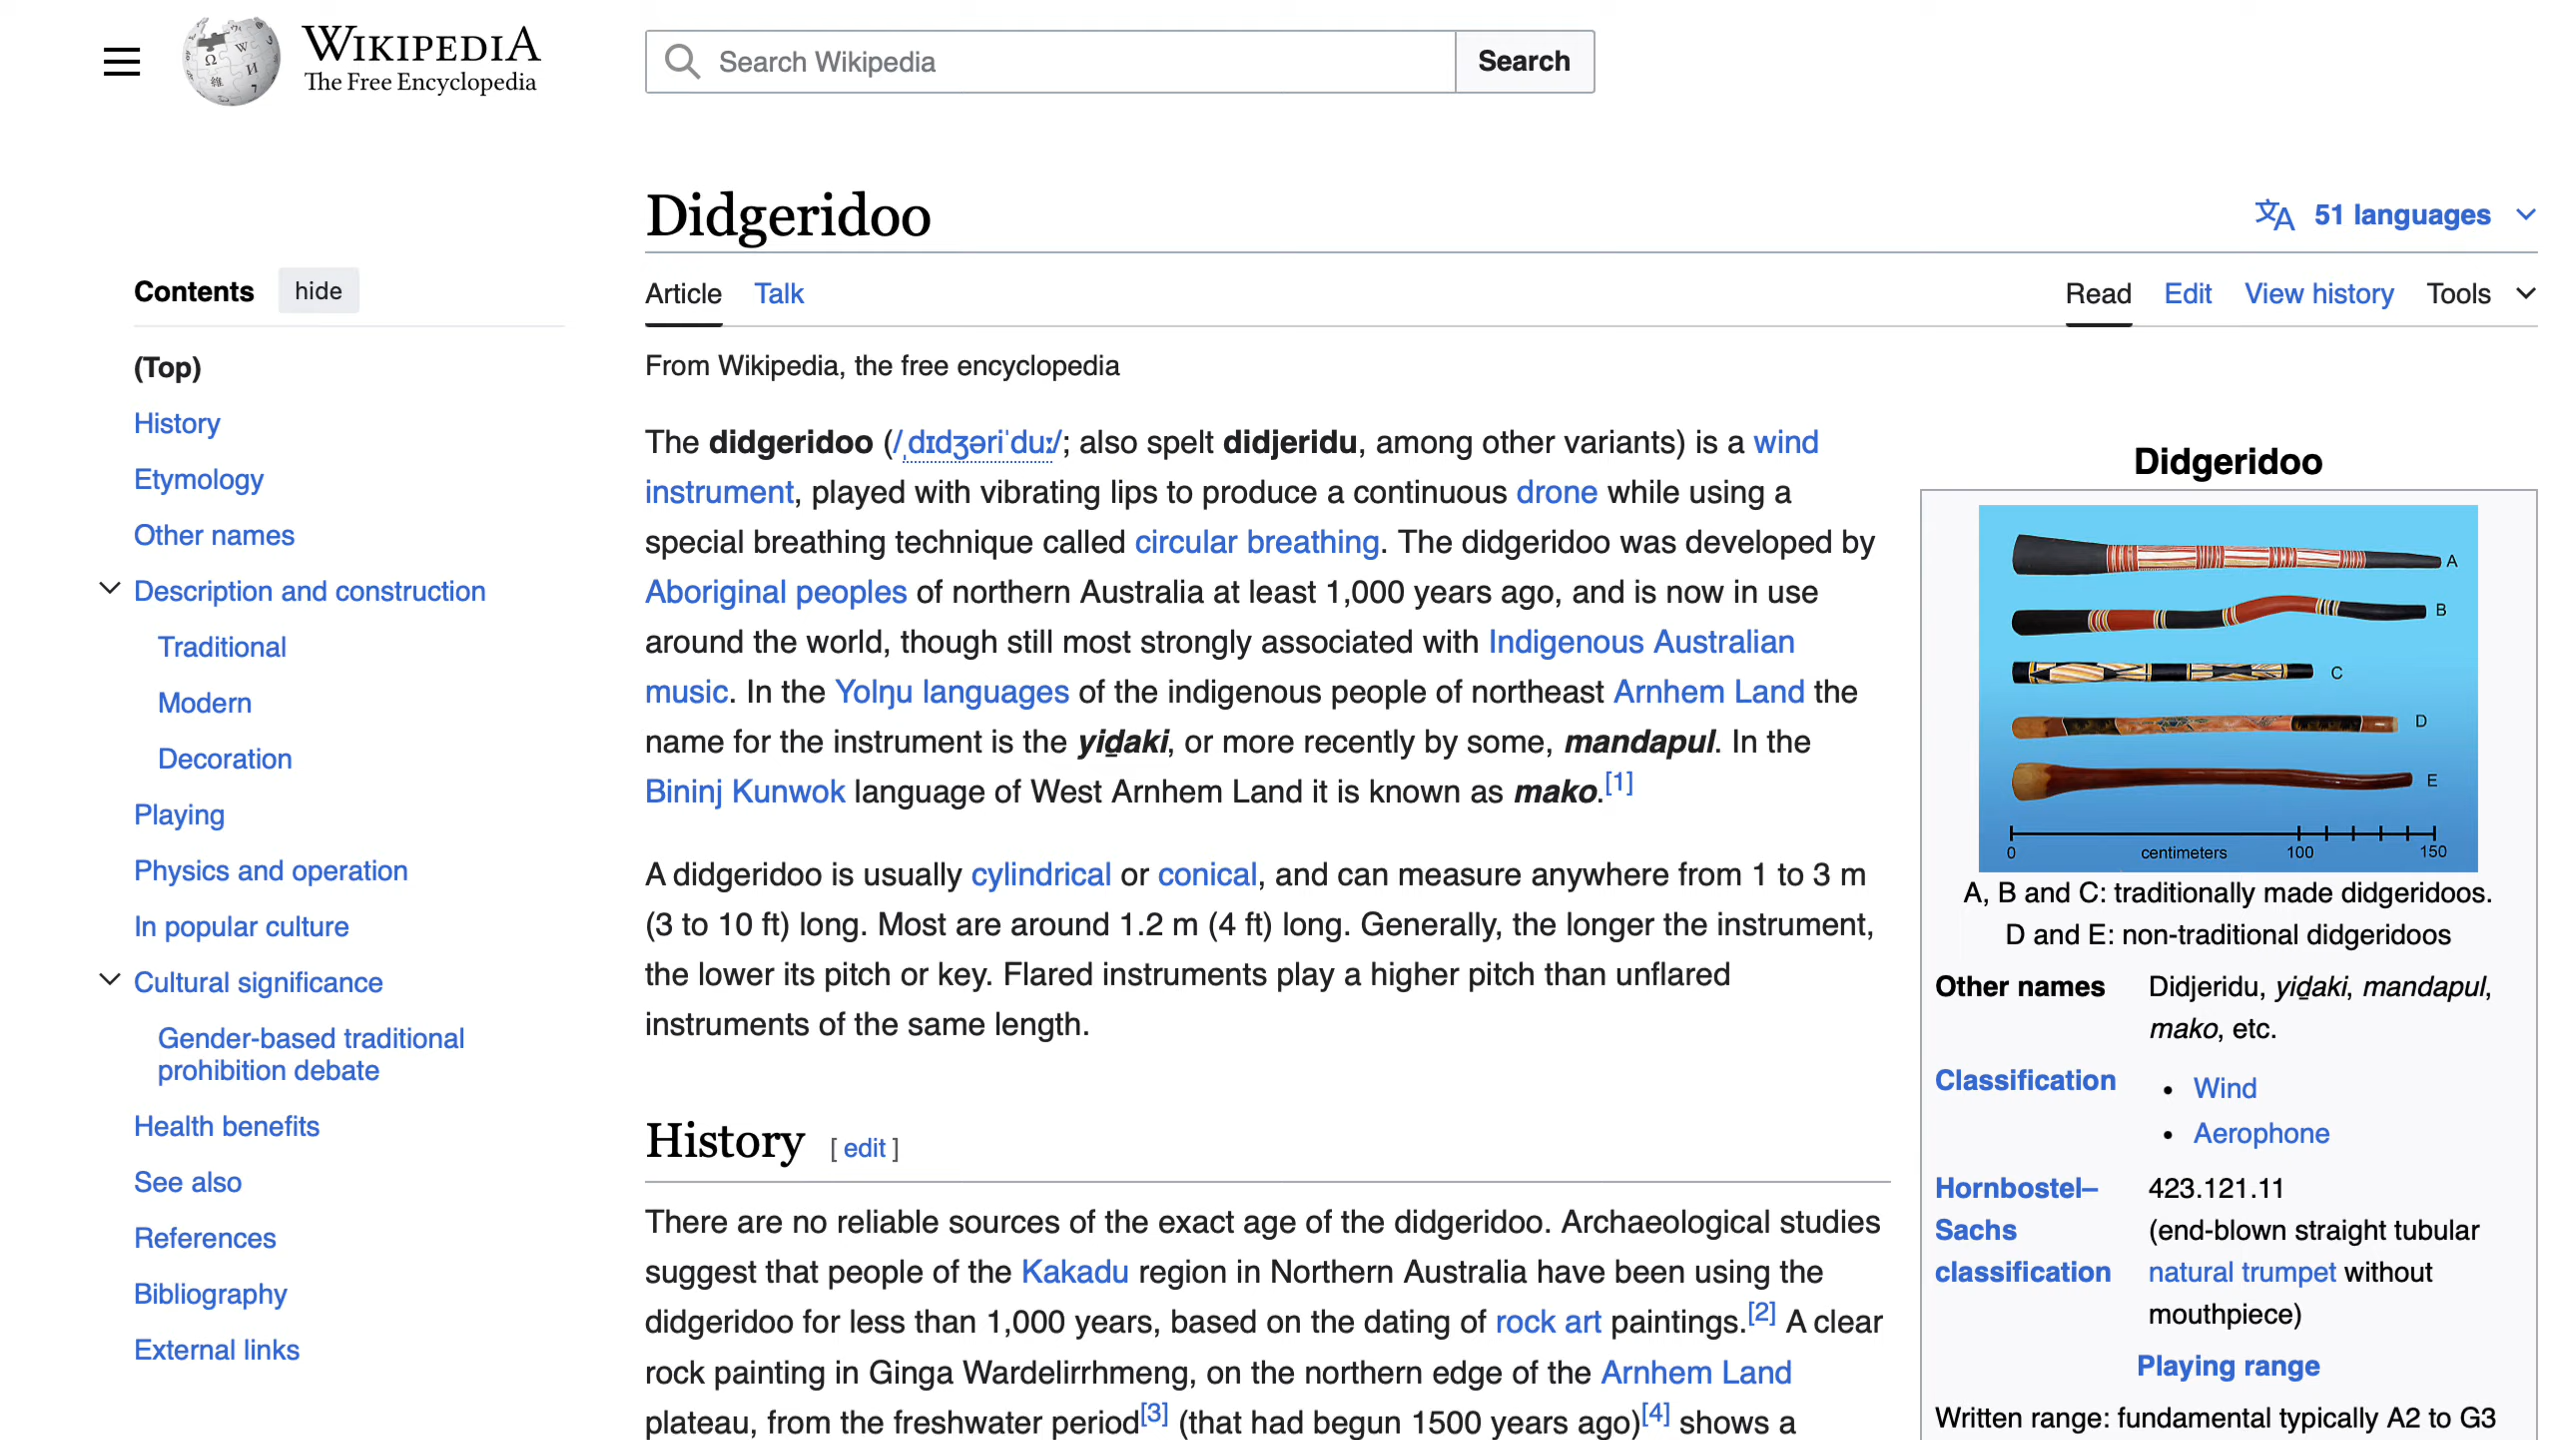 WIKIPEDIA
The Free Encyclopedia
Search Wikipedia
Search
Didgeridoo
51 languages
Contents hide
(Top)
History
Etymology
Other names
Description and construction
Traditional
Modern
Decoration
Playing
Physics and operation
In popular culture
Cultural significance
Gender-based traditional
prohibition debate
Health benefits
See also
References
Bibliography
External links
Article Talk
Read Edit View history Tools
From Wikipedia, the free encyclopedia
The didgeridoo (/ˌdɪdʒəriˈduː/; also spelt didjeridu, among other variants) is a wind
instrument, played with vibrating lips to produce a continuous drone while using a
special breathing technique called circular breathing. The didgeridoo was developed by
Aboriginal peoples of northern Australia at least 1,000 years ago, and is now in use
around the world, though still most strongly associated with Indigenous Australian
music. In the Yolŋu languages of the indigenous people of northeast Arnhem Land the
name for the instrument is the yiḏaki, or more recently by some, mandapul. In the
Bininj Kunwok language of West Arnhem Land it is known as mako.[1]
A didgeridoo is usually cylindrical or conical, and can measure anywhere from 1 to 3 m
(3 to 10 ft) long. Most are around 1.2 m (4 ft) long. Generally, the longer the instrument,
the lower its pitch or key. Flared instruments play a higher pitch than unflared
instruments of the same length.
History [ edit ]
There are no reliable sources of the exact age of the didgeridoo. Archaeological studies
suggest that people of the Kakadu region in Northern Australia have been using the
didgeridoo for less than 1,000 years, based on the dating of rock art paintings.[2] A clear
rock painting in Ginga Wardelirrhmeng, on the northern edge of the Arnhem Land
plateau, from the freshwater period[3] (that had begun 1500 years ago)[4] shows a
Didgeridoo
A
B
C
D
E
0 centimeters 100 150
A, B and C: traditionally made didgeridoos.
D and E: non-traditional didgeridoos
Other names Didjeridu, yiḏaki, mandapul,
mako, etc.
Classification • Wind
• Aerophone
Hornbostel– 423.121.11
Sachs (end-blown straight tubular
classification natural trumpet without
mouthpiece)
Playing range
Written range: fundamental typically A2 to G3